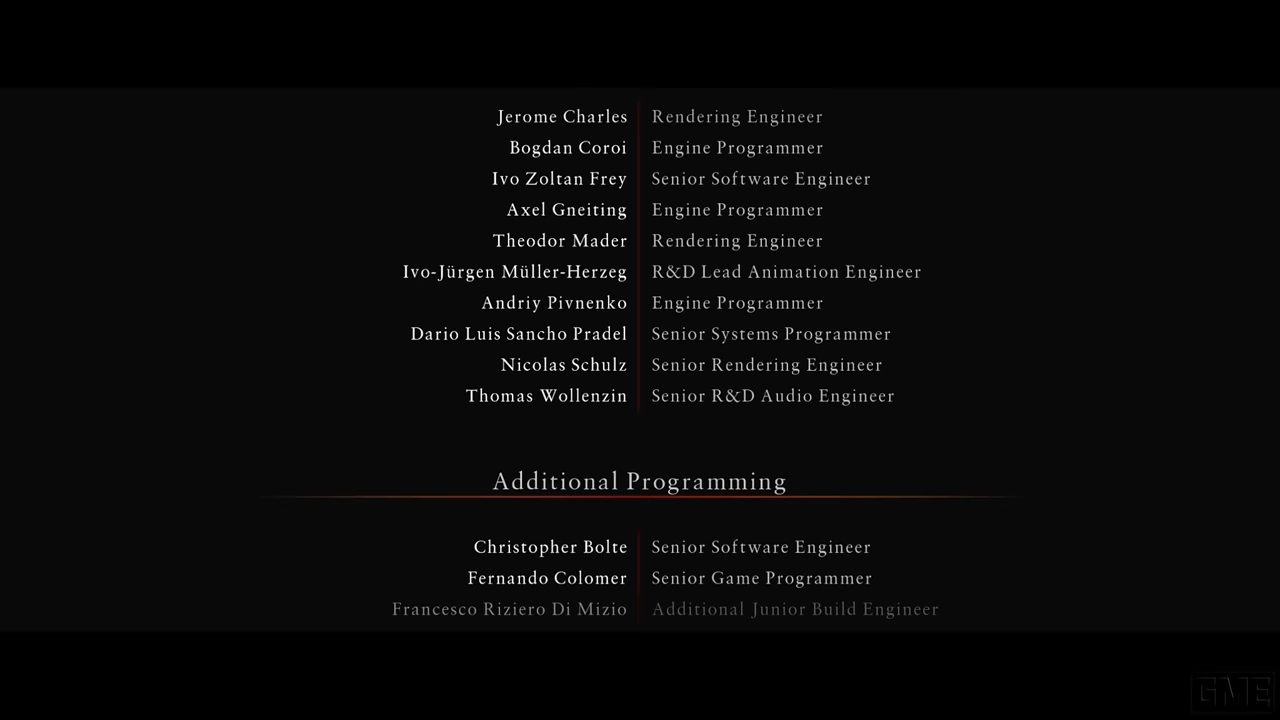 Jerome Charles Rendering Engineer
Bogdan Coroi Engine Programmer
Ivo Zoltan Frey Senior Software Engineer
Axel Gneiting Engine Programmer
Theodor Mader Rendering Engineer
Ivo-Jürgen Müller-Herzeg R&D Lead Animation Engineer
Andriy Pivnenko Engine Programmer
Dario Luis Sancho Pradel Senior Systems Programmer
Nicolas Schulz Senior Rendering Engineer
Thomas Wollenzin Senior R&D Audio Engineer
Additional Programming
Christopher Bolte Senior Software Engineer
Fernando Colomer Senior Game Programmer
Francesco Riziero Di Mizio Additional Junior Build Engineer
GME